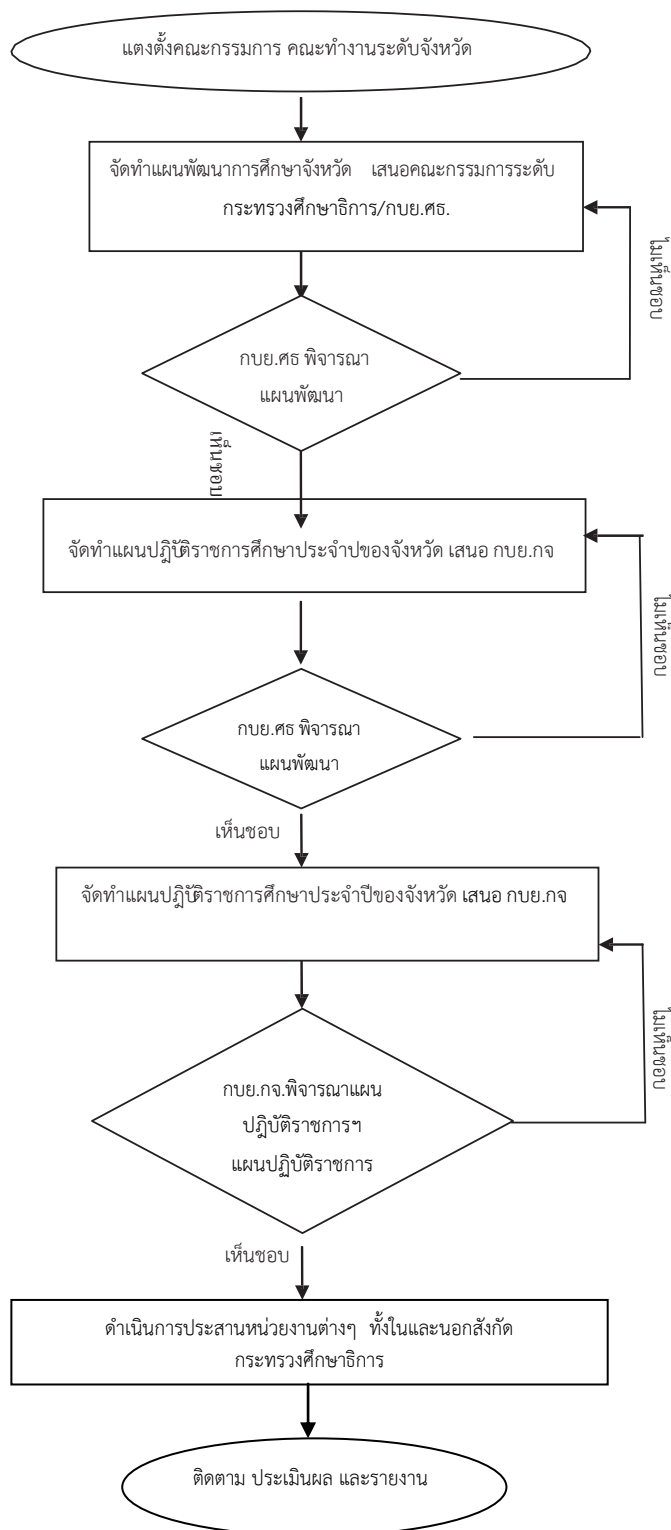 แตงตั้งคณะกรรมการ คณะทำงานระดับจังหวัด
จัดทำแผนพัฒนาการศึกษาจังหวัด เสนอคณะกรรมการระดับ
กระทรวงศึกษาธิการ/กบย.ศธ.
ไมเห็นชอบ
กบย.ศธ พิจารณา
แผนพัฒนา
เห็นชอบ
จัดทำแผนปฎิบัติราชการศึกษาประจำปของจังหวัด เสนอ กบย.กจ
ไมเห็นชอบ
กบย.ศธ พิจารณา
แผนพัฒนา
เห็นชอบ
จัดทำแผนปฎิบัติราชการศึกษาประจำปีของจังหวัด เสนอ กบย.กจ
ไมเห็นชอบ
กบย.กจ.พิจารณาแผน
ปฎิบัติราชการฯ
แผนปฏิบัติราชการ
เห็นชอบ
ดำเนินการประสานหน่วยงานต่างๆ ทั้งในและนอกสังกัด
กระทรวงศึกษาธิการ
ติดตาม ประเมินผล และรายงาน